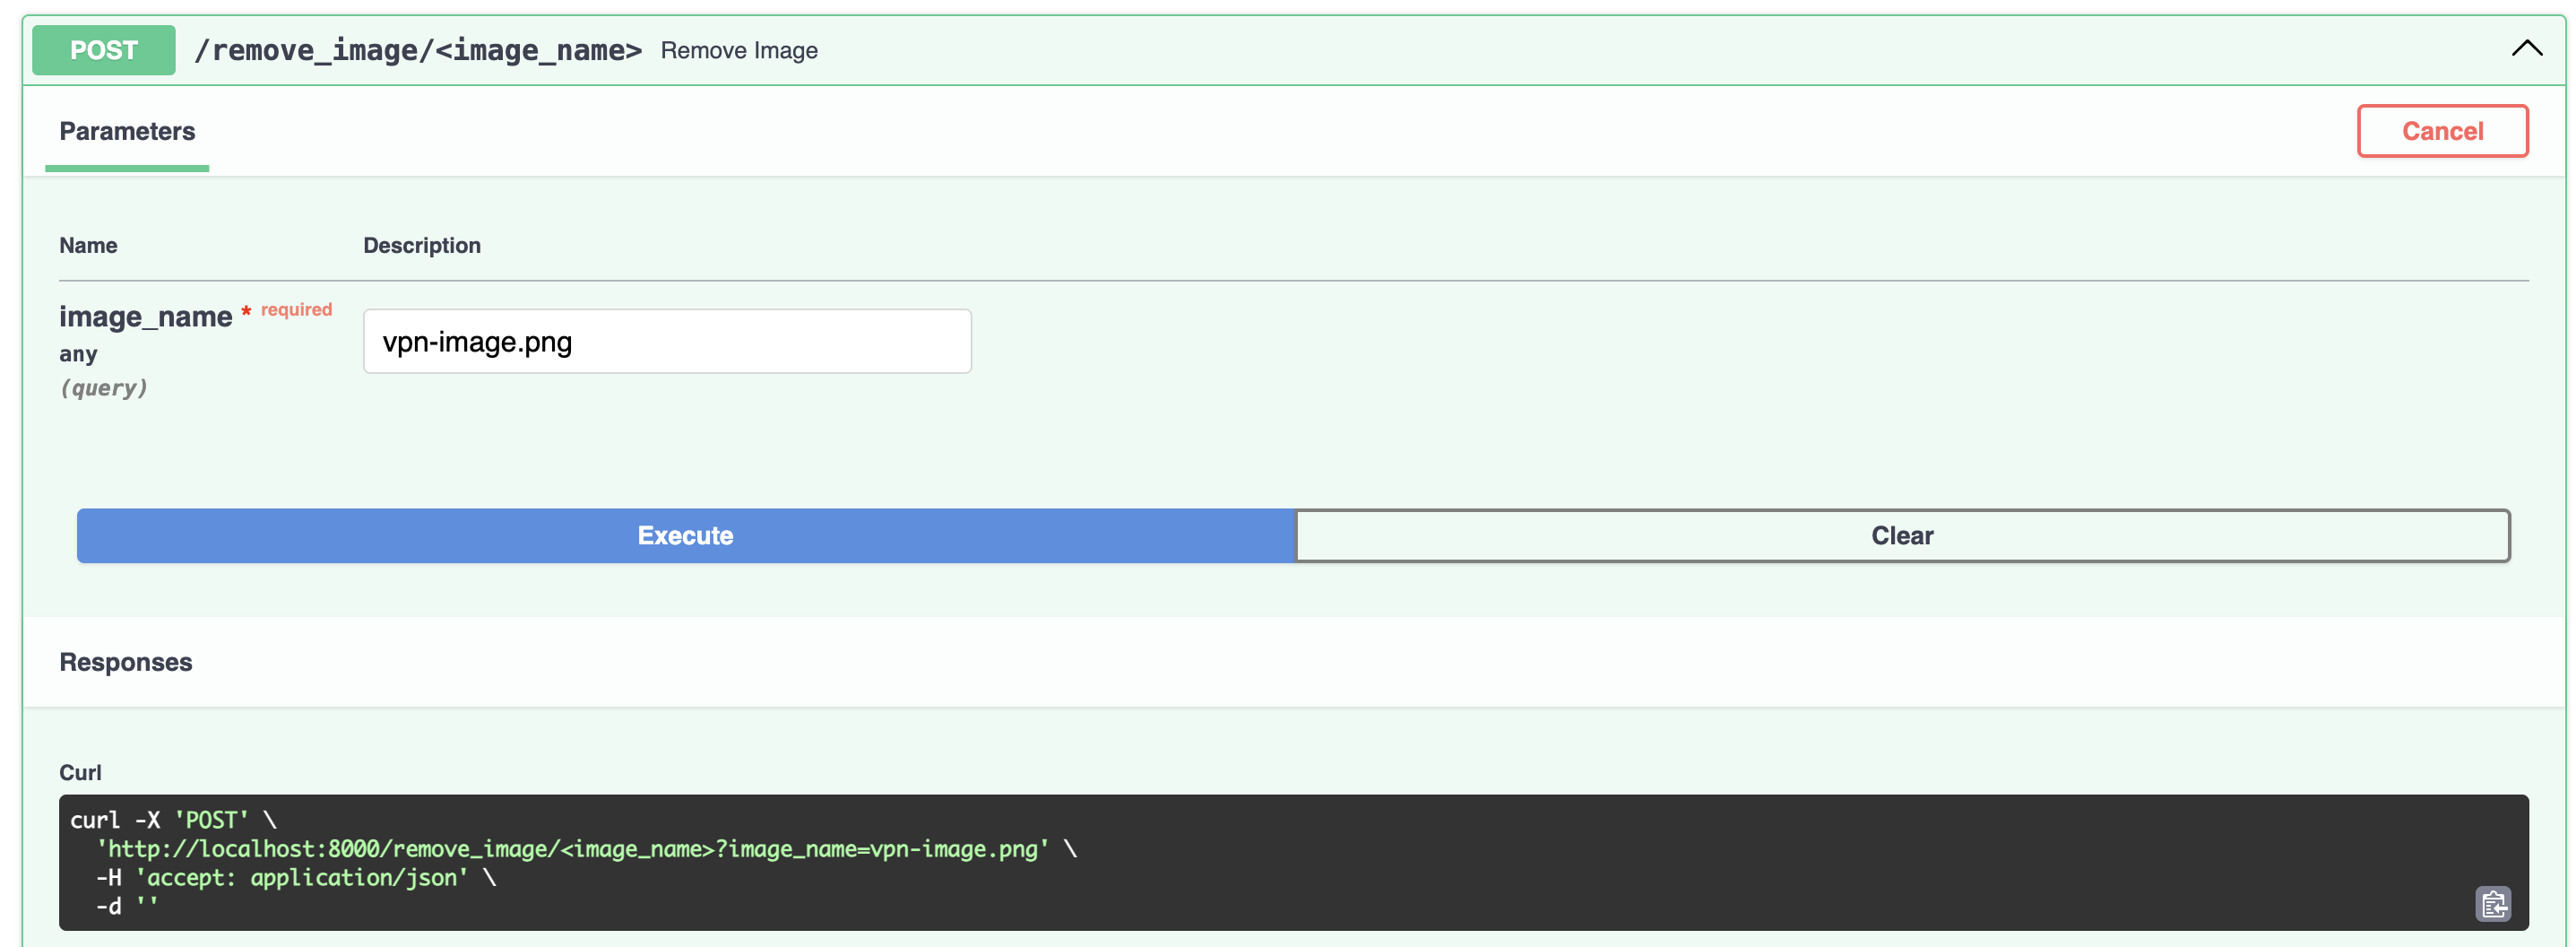 POST /remove_image/<image_name> Remove Image
Parameters
Cancel
Name Description
image_name * required
any
(query)
vpn-image.png
Execute Clear
Responses
Curl
curl -X 'POST' \
  'http://localhost:8000/remove_image/<image_name>?image_name=vpn-image.png' \
  -H 'accept: application/json' \
  -d ''